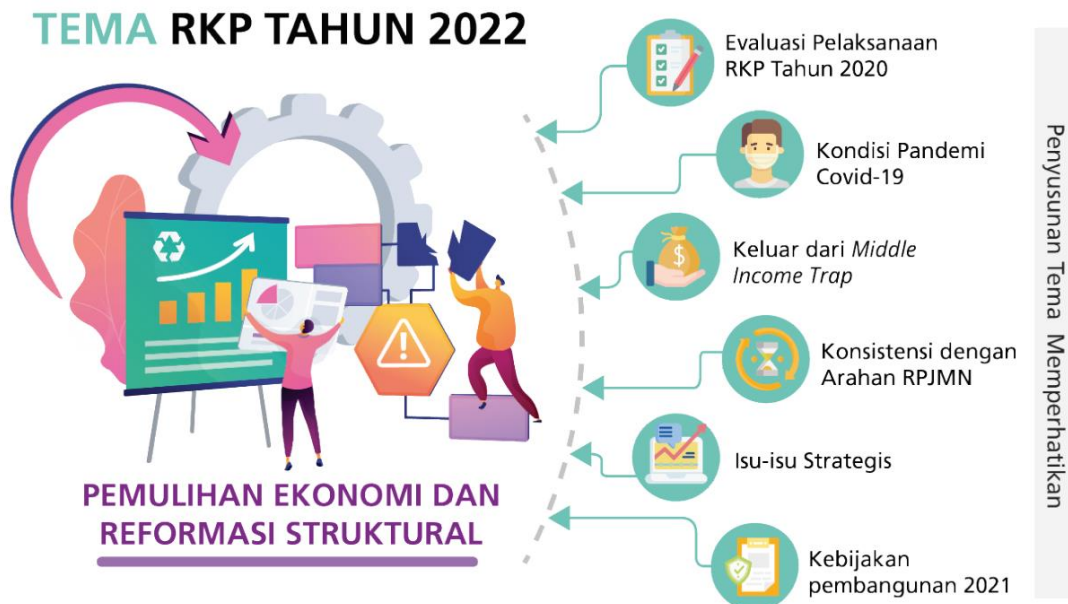 TEMA RKP TAHUN 2022
PEMULIHAN EKONOMI DAN
REFORMASI STRUKTURAL
Evaluasi Pelaksanaan
RKP Tahun 2020
Kondisi Pandemi
Covid-19
Keluar dari Middle
Income Trap
Konsistensi dengan
Arahan RPJMN
Isu-isu Strategis
Kebijakan
pembangunan 2021
Penyusunan Tema Memperhatikan